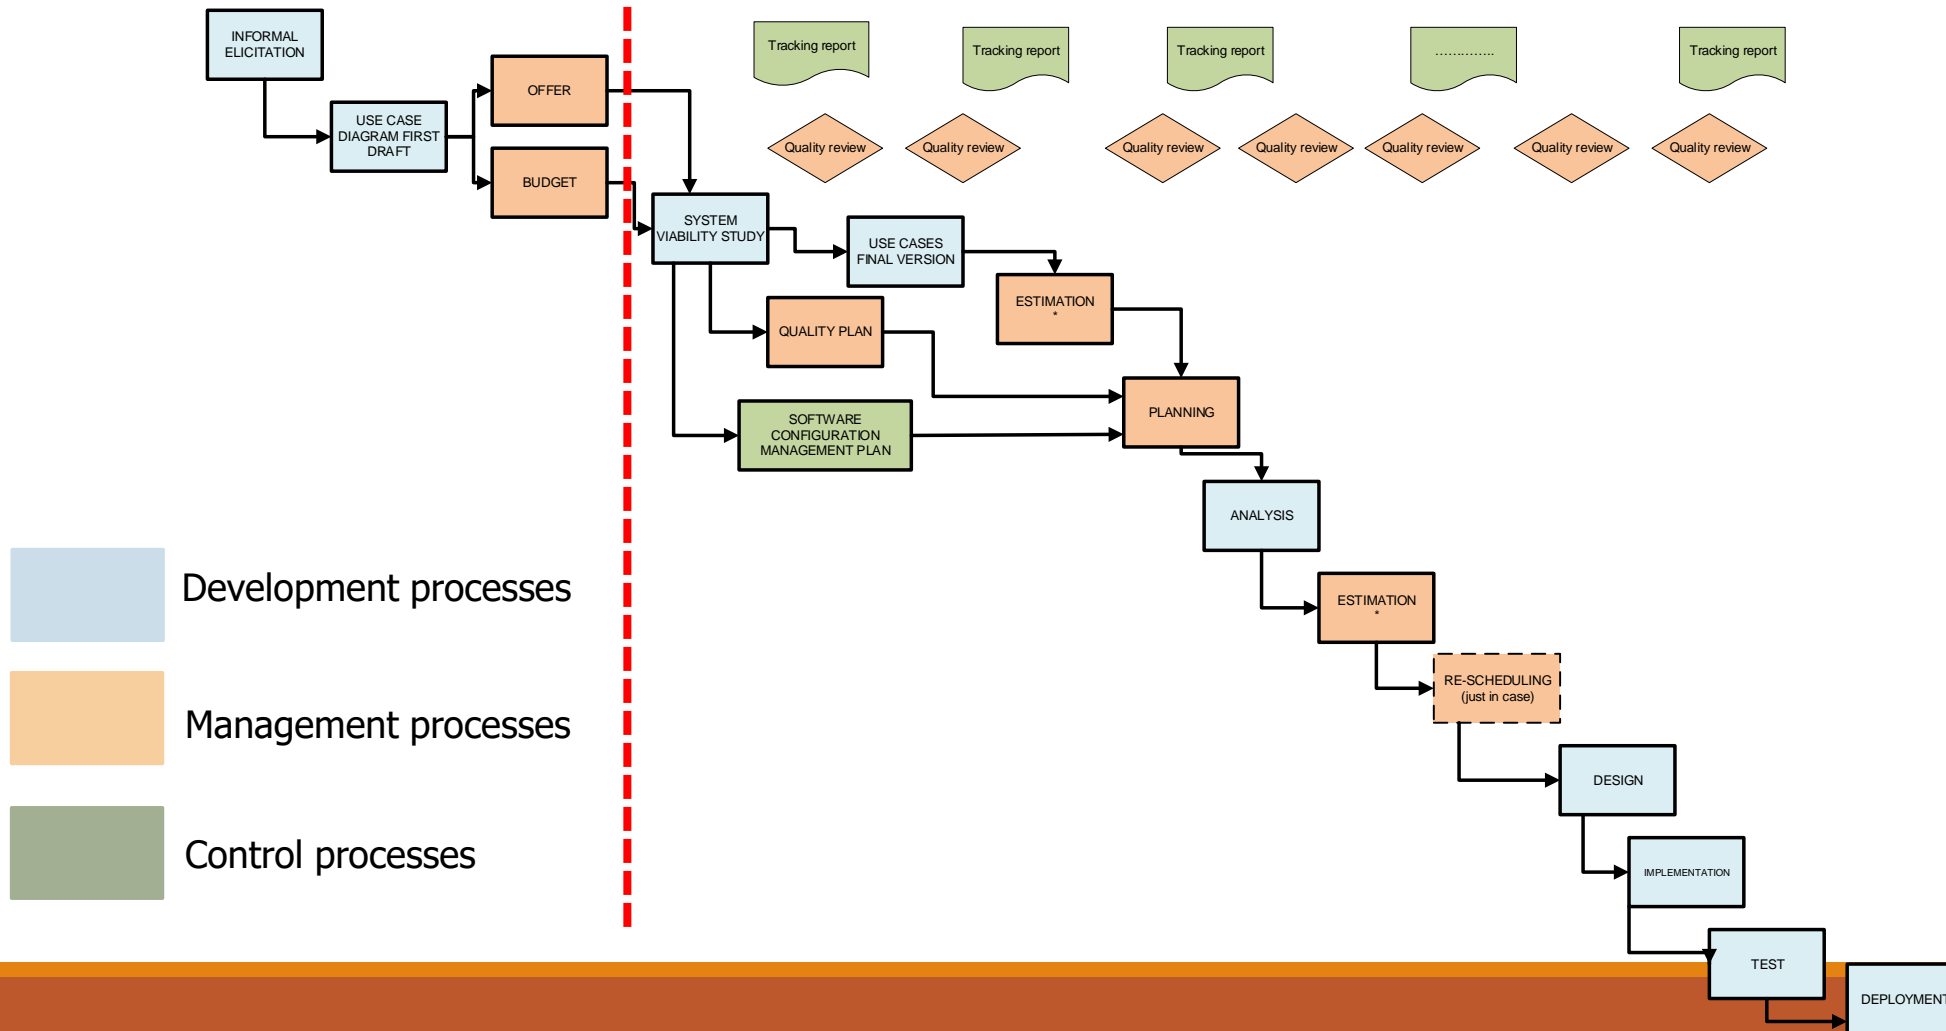 INFORMAL
ELICITATION
USE CASE
DIAGRAM FIRST
DRAFT
OFFER
BUDGET
Tracking report
Tracking report
Tracking report
…………..
Tracking report
Quality review
Quality review
Quality review
Quality review
Quality review
Quality review
Quality review
SYSTEM
VIABILITY STUDY
USE CASES
FINAL VERSION
ESTIMATION
*
QUALITY PLAN
SOFTWARE
CONFIGURATION
MANAGEMENT PLAN
PLANNING
ANALYSIS
ESTIMATION
*
RE-SCHEDULING
(just in case)
DESIGN
IMPLEMENTATION
TEST
DEPLOYMENT
Development processes
Management processes
Control processes